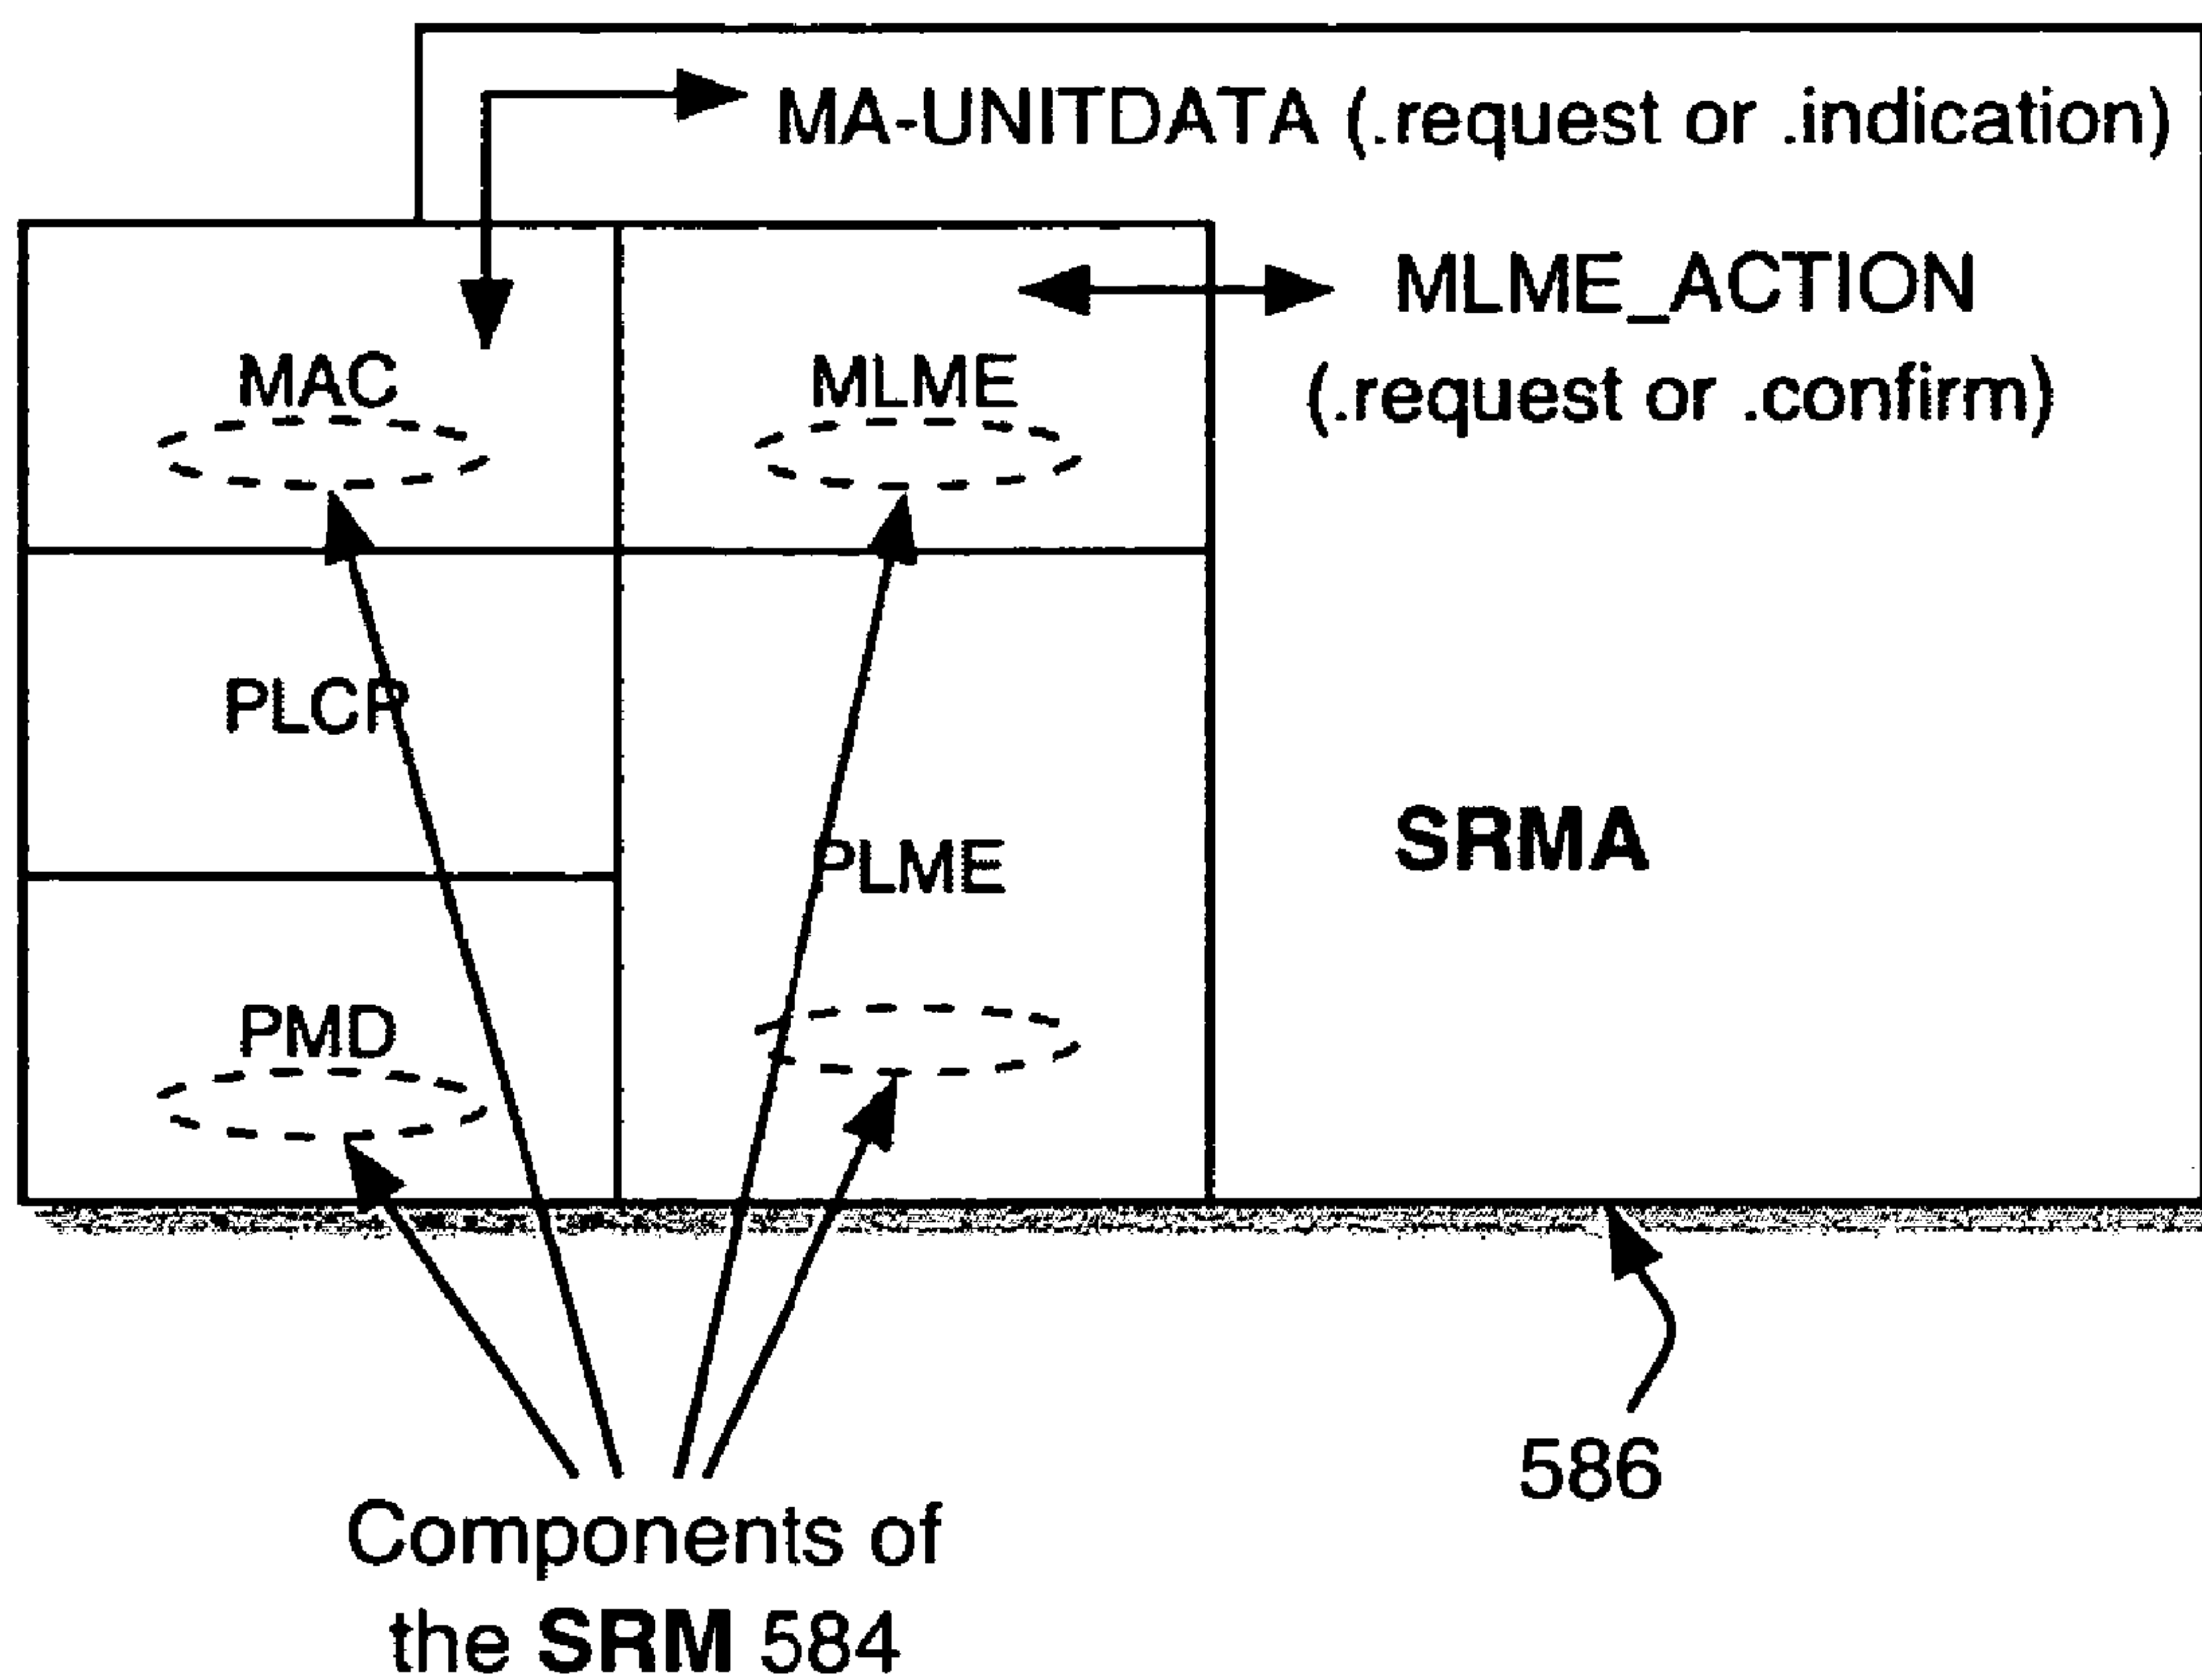 MA-UNITDATA (.request or .indication)
MLME_ACTION
(.request or .confirm)
MAC
MLME
PLCP
PLME
SRMA
PMD
586
Components of
the SRM 584